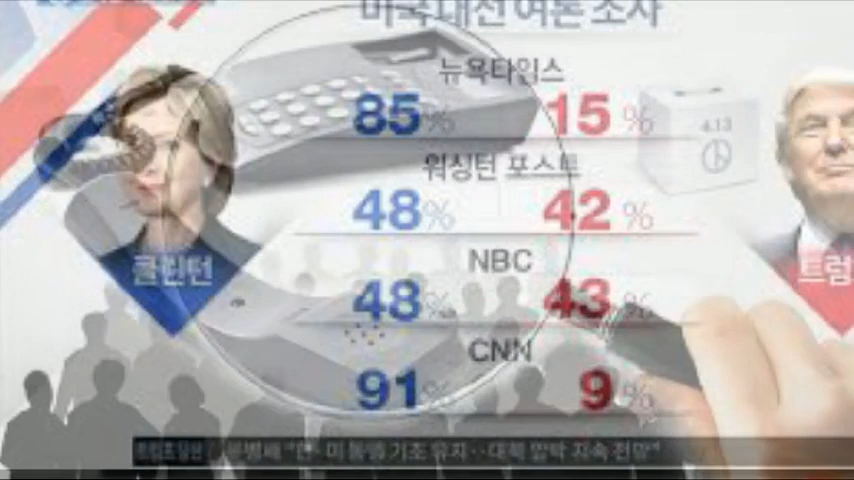 미국 대선 여론 조사
뉴욕타임스
85% 15%
워싱턴 포스트
48% 42%
NBC
48% 43%
CNN
91% 9%
4.13
클린턴
트럼
"한·미 동맹 기조 유지‥대북 압박 지속 전망"